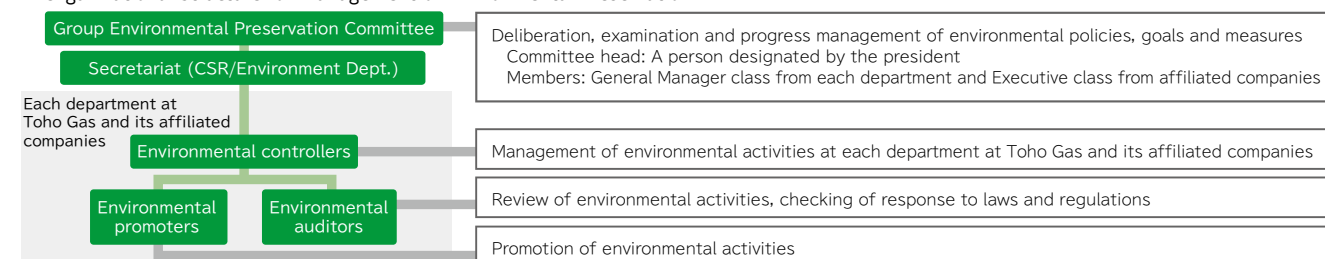 Group Environmental Preservation Committee
Secretariat (CSR/Environment Dept.)
Deliberation, examination and progress management of environmental policies, goals and measures
Committee head: A person designated by the president
Members: General Manager class from each department and Executive class from affiliated companies
Each department at
Toho Gas and its affiliated
companies
Environmental controllers
Management of environmental activities at each department at Toho Gas and its affiliated companies
Environmental
promoters
Environmental
auditors
Review of environmental activities, checking of response to laws and regulations
Promotion of environmental activities